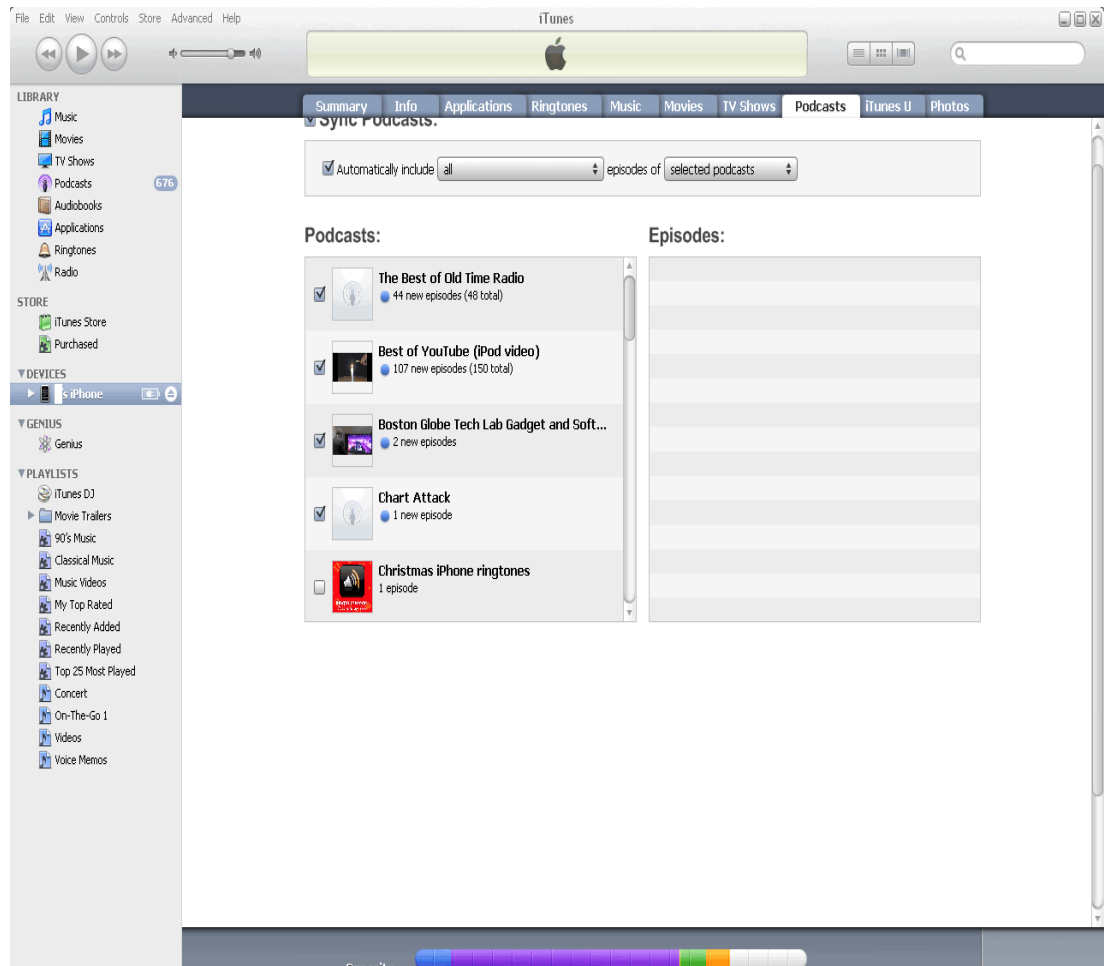 File Edit View Controls Store Advanced Help
iTunes
LIBRARY
Music
Movies
TV Shows
Podcasts 676
Audiobooks
Applications
Ringtones
Radio
STORE
iTunes Store
Purchased
DEVICES
s iPhone
GENIUS
Genius
PLAYLISTS
iTunes DJ
Movie Trailers
90's Music
Classical Music
Music Videos
My Top Rated
Recently Added
Recently Played
Top 25 Most Played
Concert
On-The-Go 1
Videos
Voice Memos
Summary Info Applications Ringtones Music Movies TV Shows Podcasts iTunes U Photos
Sync Podcasts:
Automatically include all episodes of selected podcasts
Podcasts:
Episodes:
The Best of Old Time Radio
44 new episodes (48 total)
Best of YouTube (iPod video)
107 new episodes (150 total)
Boston Globe Tech Lab Gadget and Soft...
2 new episodes
Chart Attack
1 new episode
Christmas iPhone ringtones
1 episode